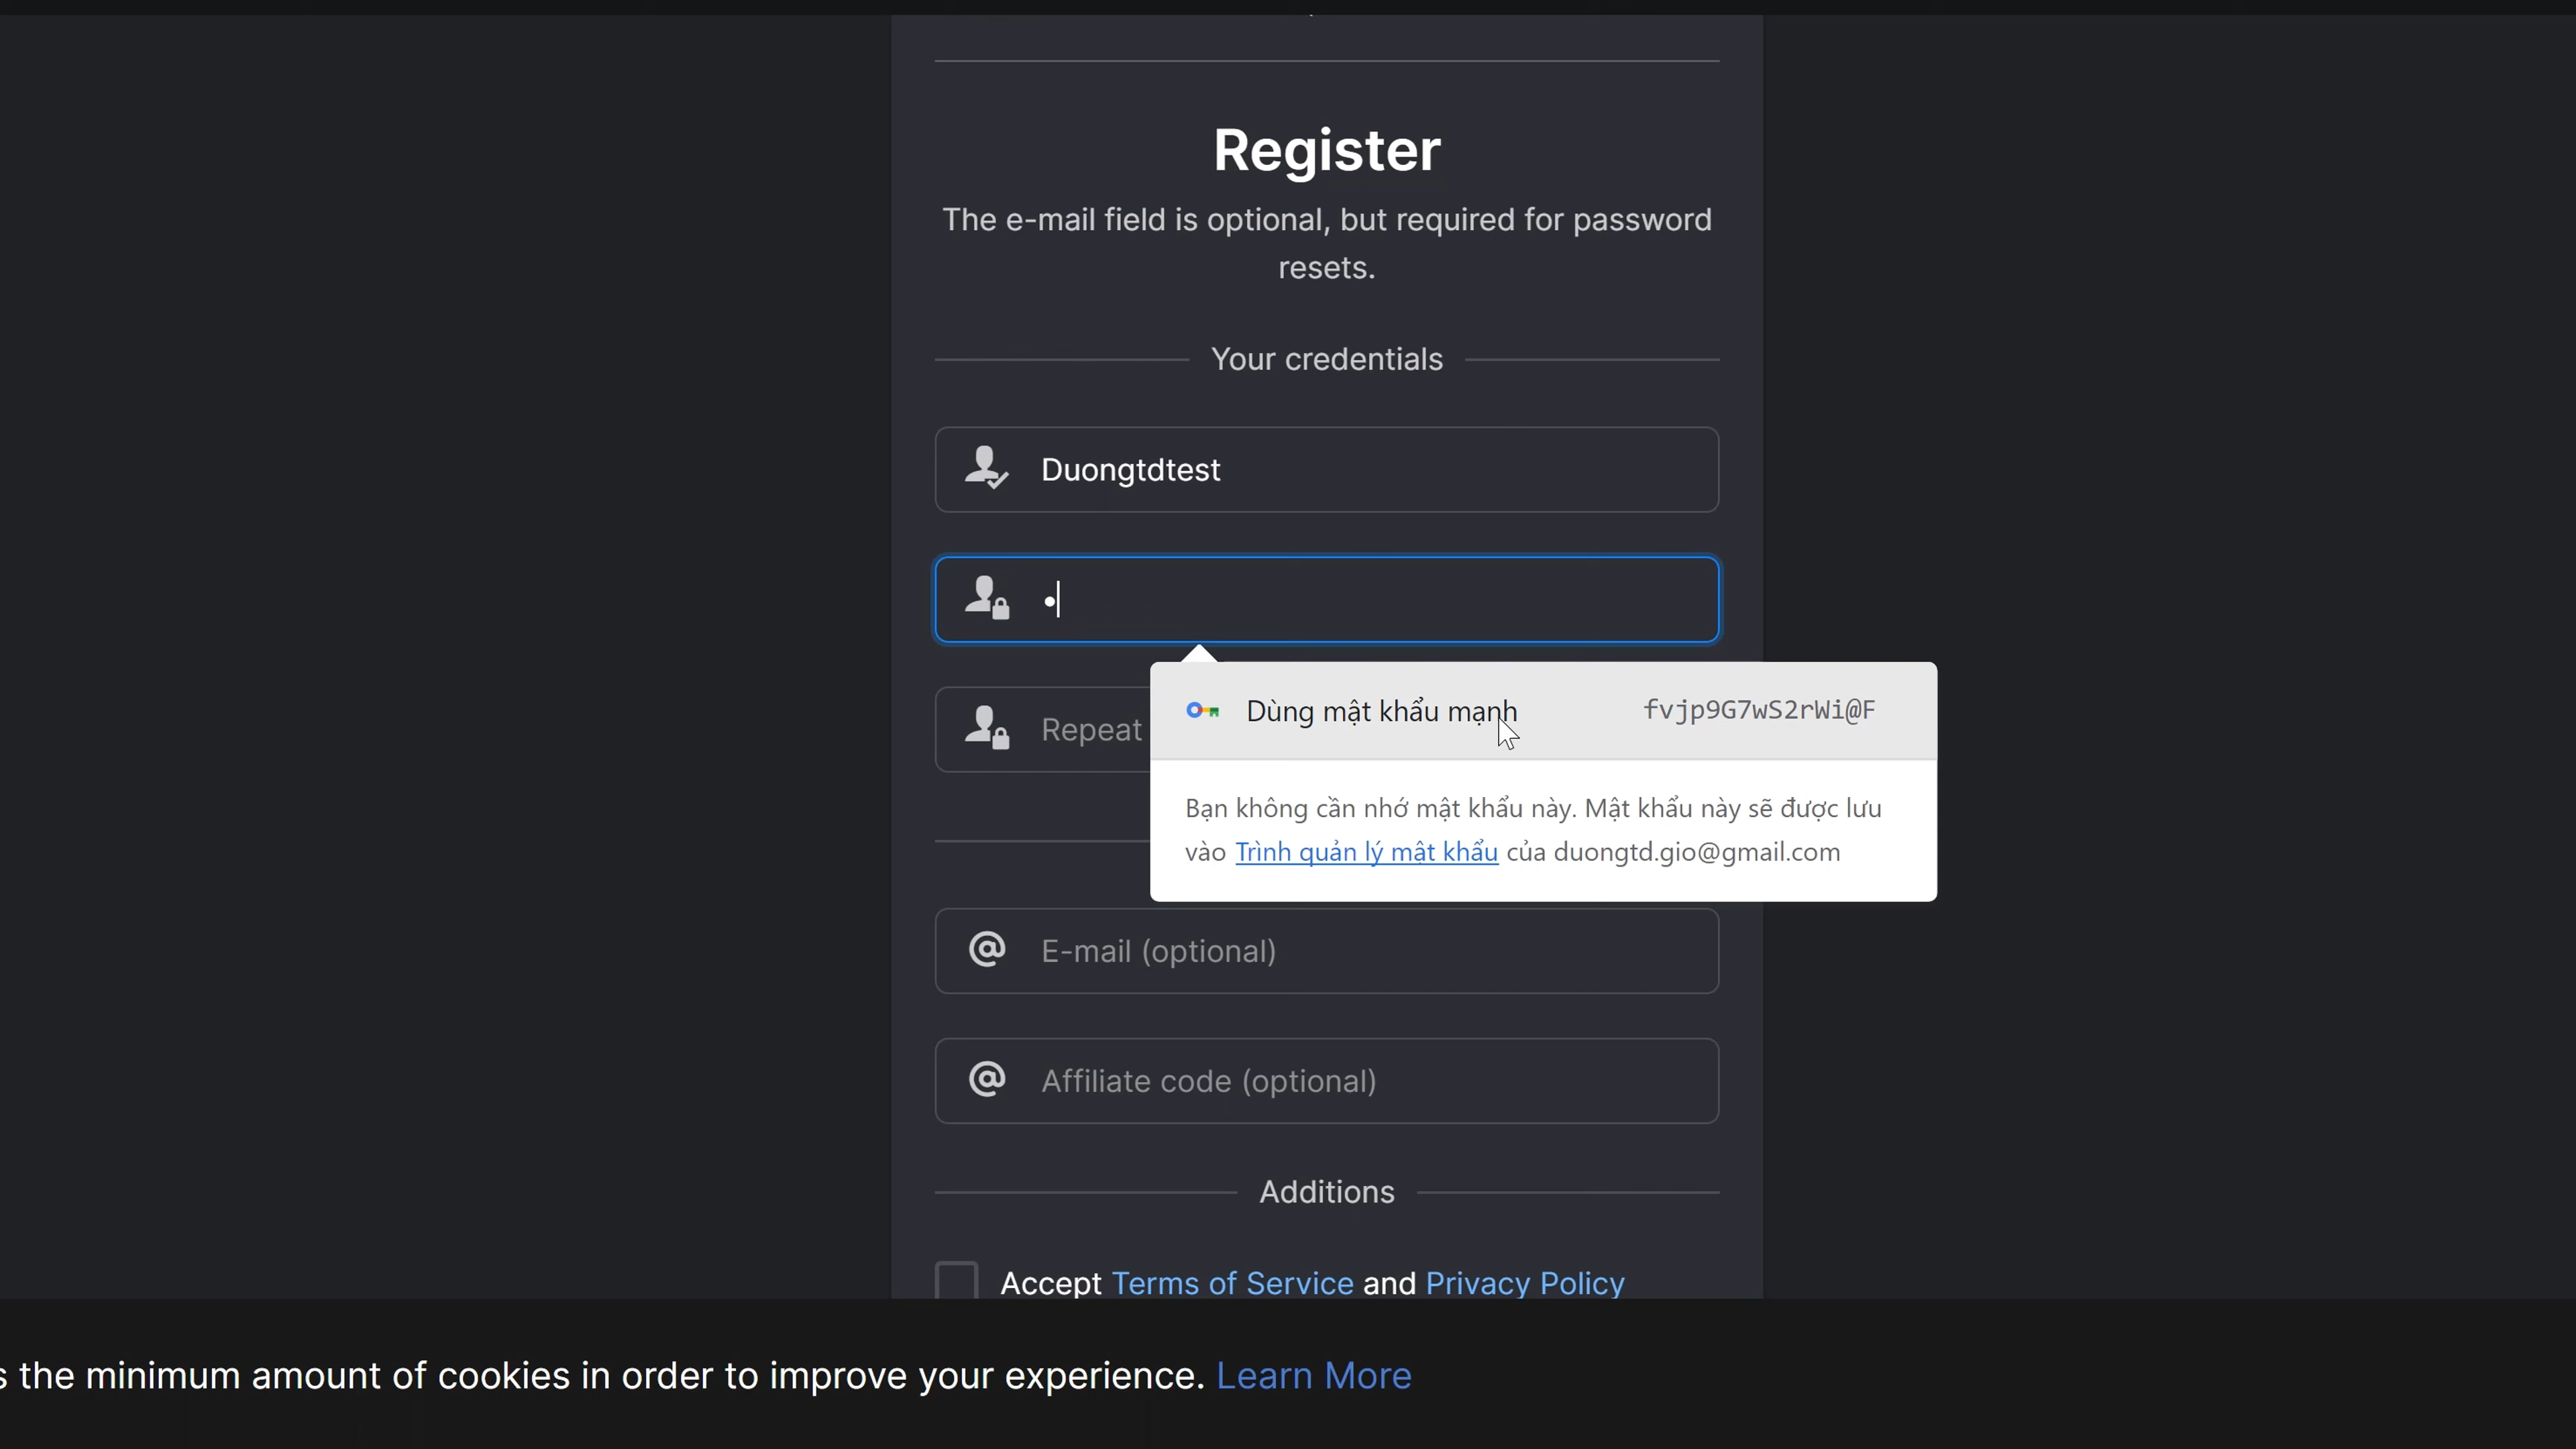 Register
The e-mail field is optional, but required for password
resets.
Your credentials
Duongtdtest
Repeat
Dùng mật khẩu mạnh fvjp9G7wS2rWi@F
Bạn không cần nhớ mật khẩu này. Mật khẩu này sẽ được lưu
vào Trình quản lý mật khẩu của duongtd.gio@gmail.com
E-mail (optional)
Affiliate code (optional)
Additions
Accept Terms of Service and Privacy Policy
the minimum amount of cookies in order to improve your experience. Learn More